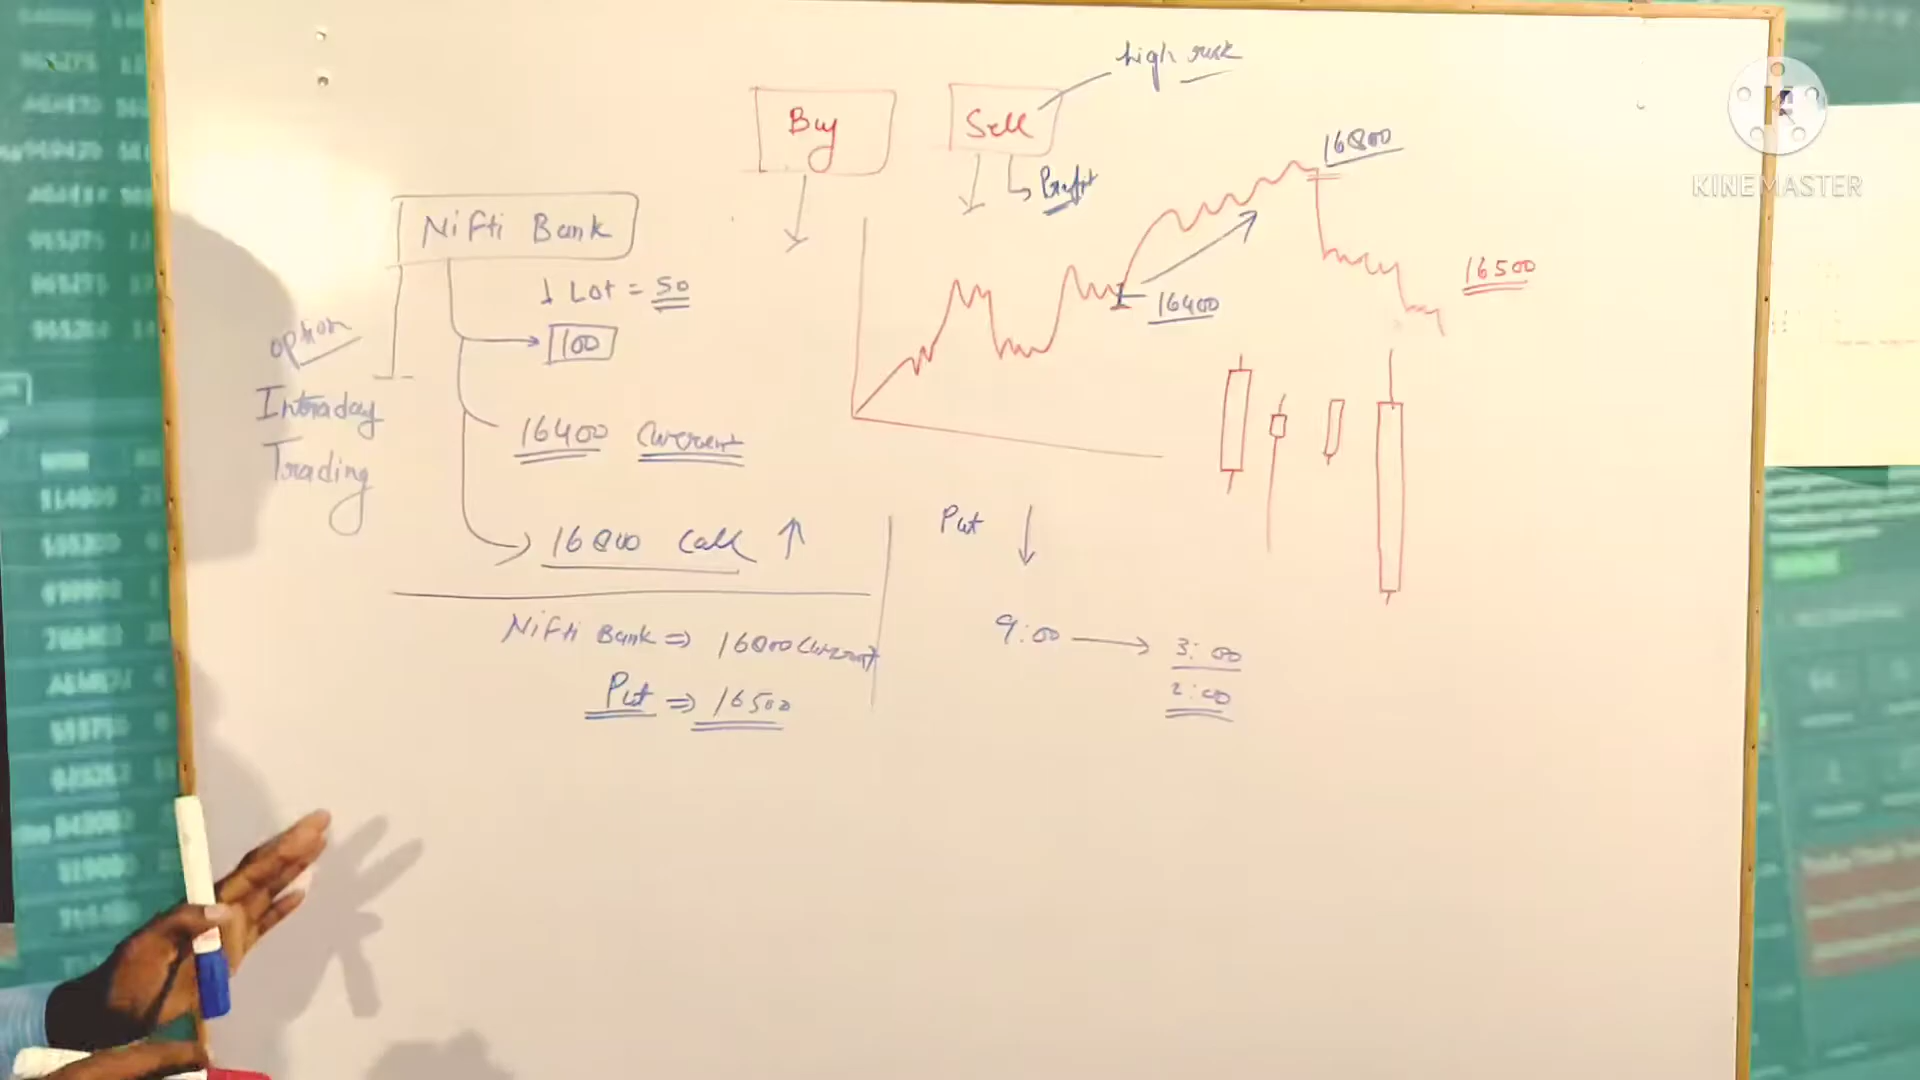 high risk
Buy
Sell
Profit
16800
KINEMASTER
Nifti Bank
1 Lot = 50
100
16400
16500
option
Intraday
Trading
16400 Current
16800 Call ↑
Put ↓
Nifti Bank ⇒ 16800 Current
9:00 → 3:00
2:00
Put ⇒ 16500